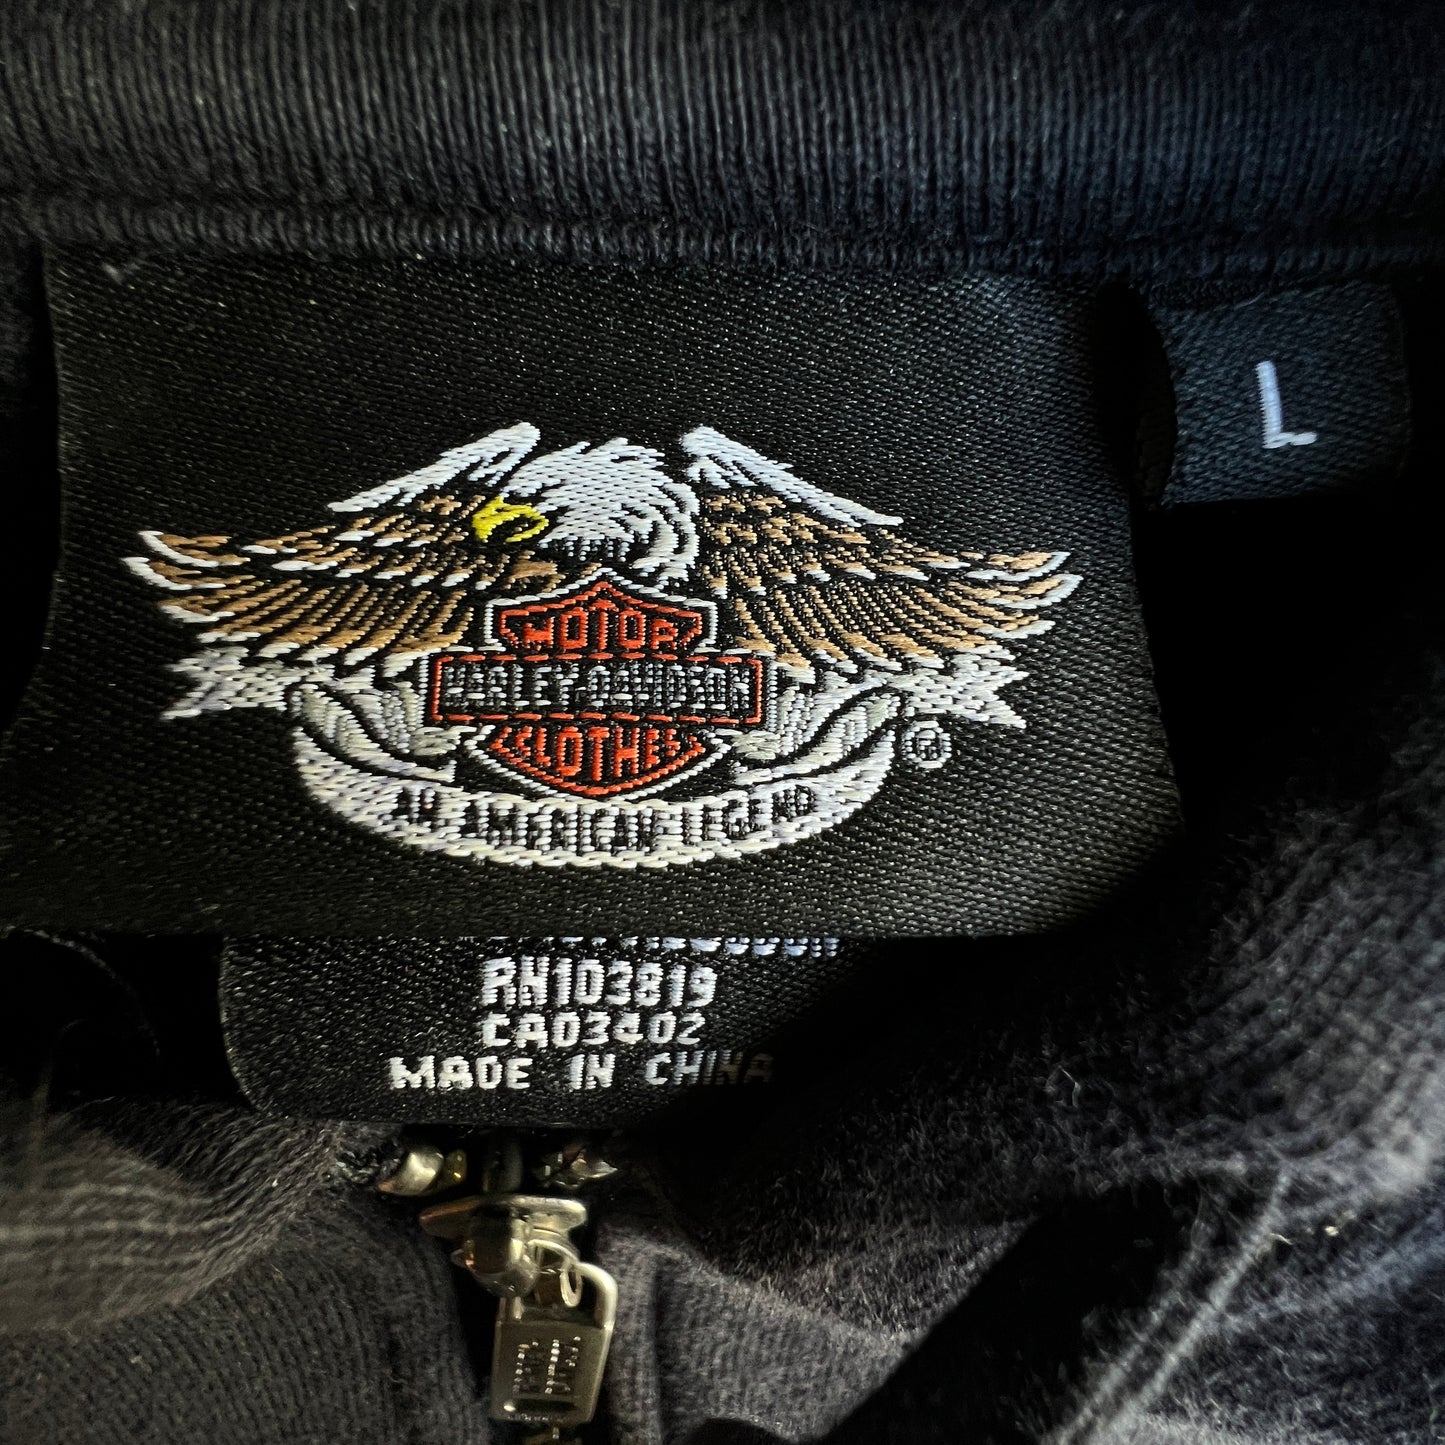 L
MOTOR
HARLEY-DAVIDSON
CLOTHES
®
AN AMERICAN LEGEND
RN103819
CA03402
MADE IN CHINA